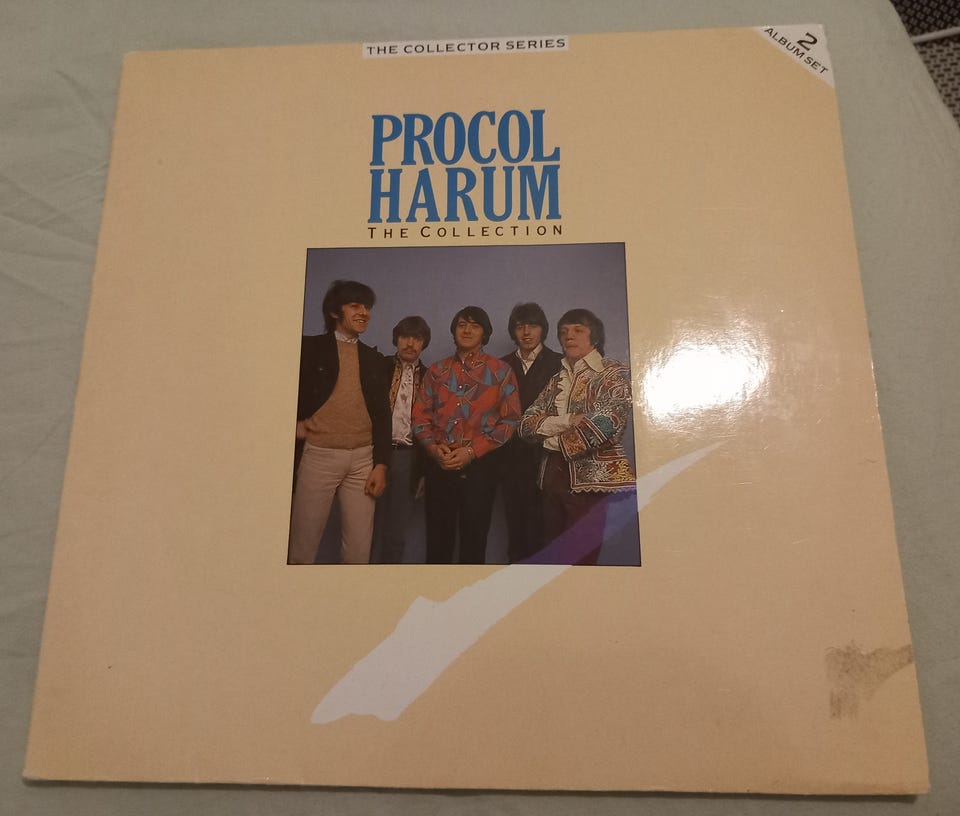 THE COLLECTOR SERIES
2
ALBUM SET
PROCOL
HARUM
THE COLLECTION